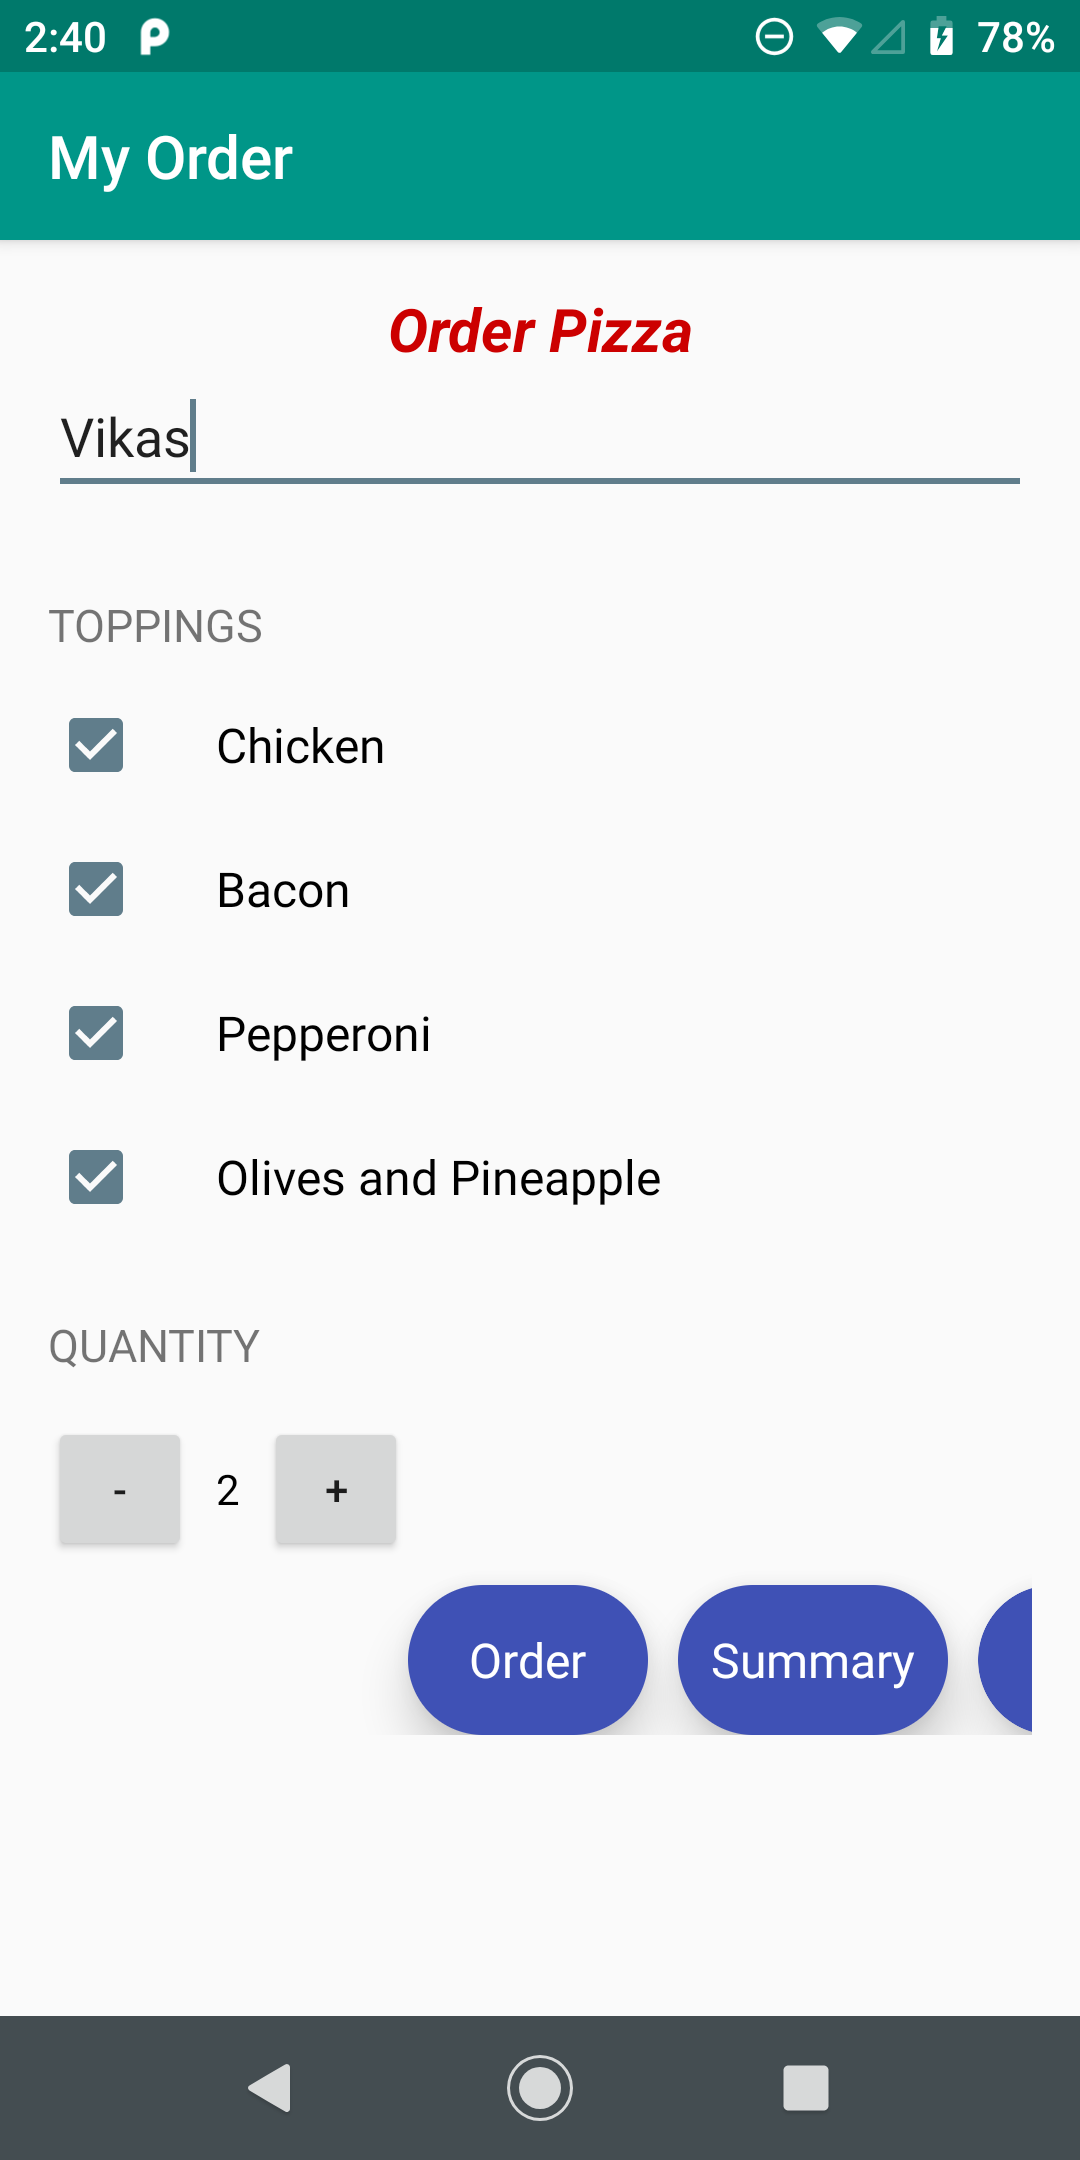 2:40 78%
My Order
Order Pizza
Vikas
TOPPINGS
Chicken
Bacon
Pepperoni
Olives and Pineapple
QUANTITY
- 2 +
Order Summary